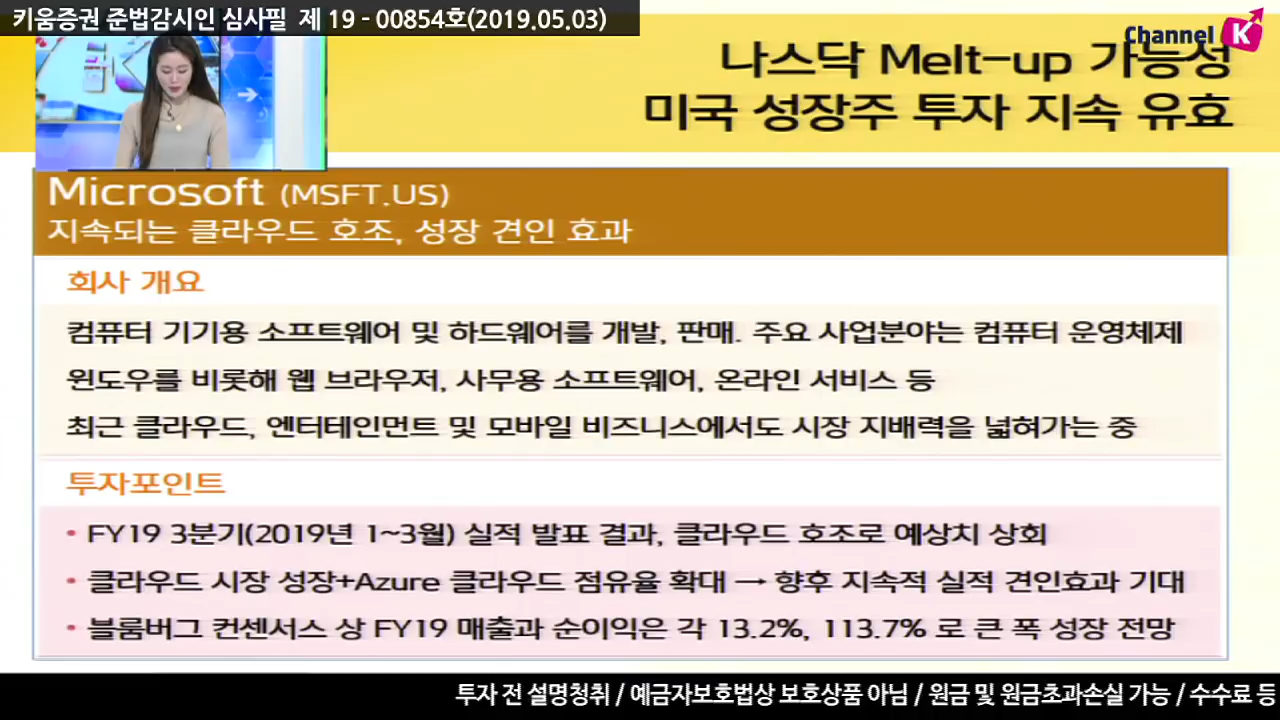 키움증권 준법감시인 심사필 제 19 - 00854호(2019.05.03)
Channel K
나스닥 Melt-up 가능성
미국 성장주 투자 지속 유효
Microsoft (MSFT.US)
지속되는 클라우드 호조, 성장 견인 효과
회사 개요
컴퓨터 기기용 소프트웨어 및 하드웨어를 개발, 판매. 주요 사업분야는 컴퓨터 운영체제
윈도우를 비롯해 웹 브라우저, 사무용 소프트웨어, 온라인 서비스 등
최근 클라우드, 엔터테인먼트 및 모바일 비즈니스에서도 시장 지배력을 넓혀가는 중
투자포인트
• FY19 3분기(2019년 1~3월) 실적 발표 결과, 클라우드 호조로 예상치 상회
• 클라우드 시장 성장+Azure 클라우드 점유율 확대 → 향후 지속적 실적 견인효과 기대
• 블룸버그 컨센서스 상 FY19 매출과 순이익은 각 13.2%, 113.7% 로 큰 폭 성장 전망
투자 전 설명청취 / 예금자보호법상 보호상품 아님 / 원금 및 원금초과손실 가능 / 수수료 등